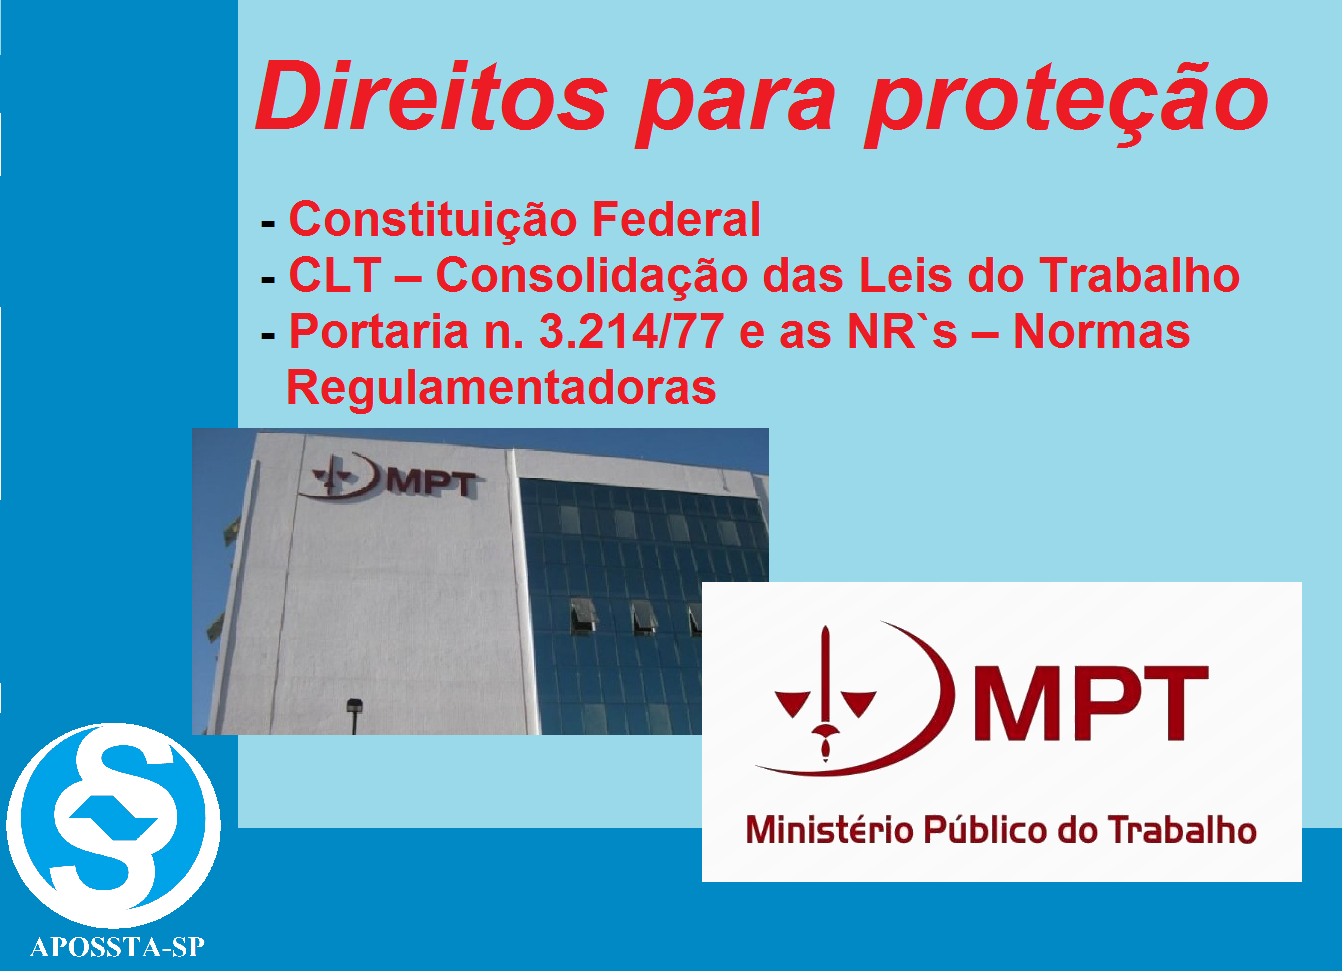 Direitos para proteção
- Constituição Federal
- CLT – Consolidação das Leis do Trabalho
- Portaria n. 3.214/77 e as NR`s – Normas
Regulamentadoras
MPT
MPT
Ministério Público do Trabalho
APOSSTA-SP